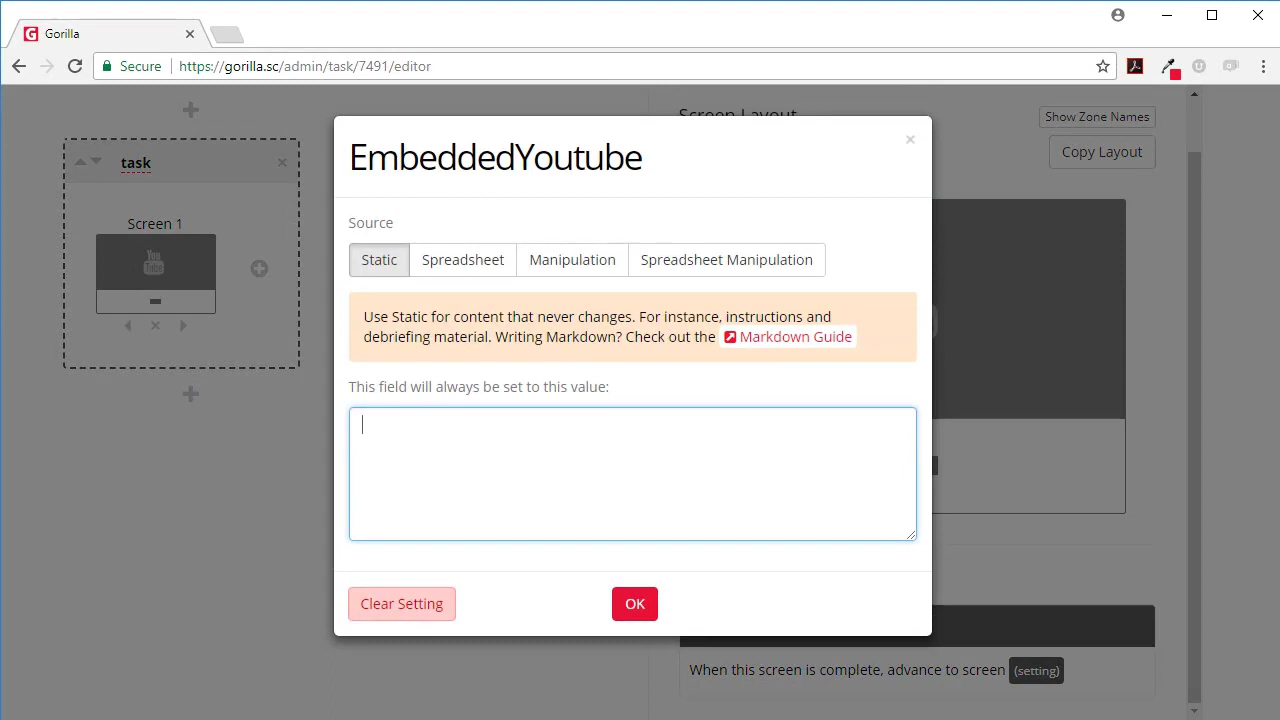 Gorilla
Secure
https://gorilla.sc/admin/task/7491/editor
task
Screen 1
You
Tube
Show Zone Names
Copy Layout
EmbeddedYoutube
Source
Static
Spreadsheet
Manipulation
Spreadsheet Manipulation
Use Static for content that never changes. For instance, instructions and
debriefing material. Writing Markdown? Check out the Markdown Guide
This field will always be set to this value:
Clear Setting
OK
When this screen is complete, advance to screen (setting)